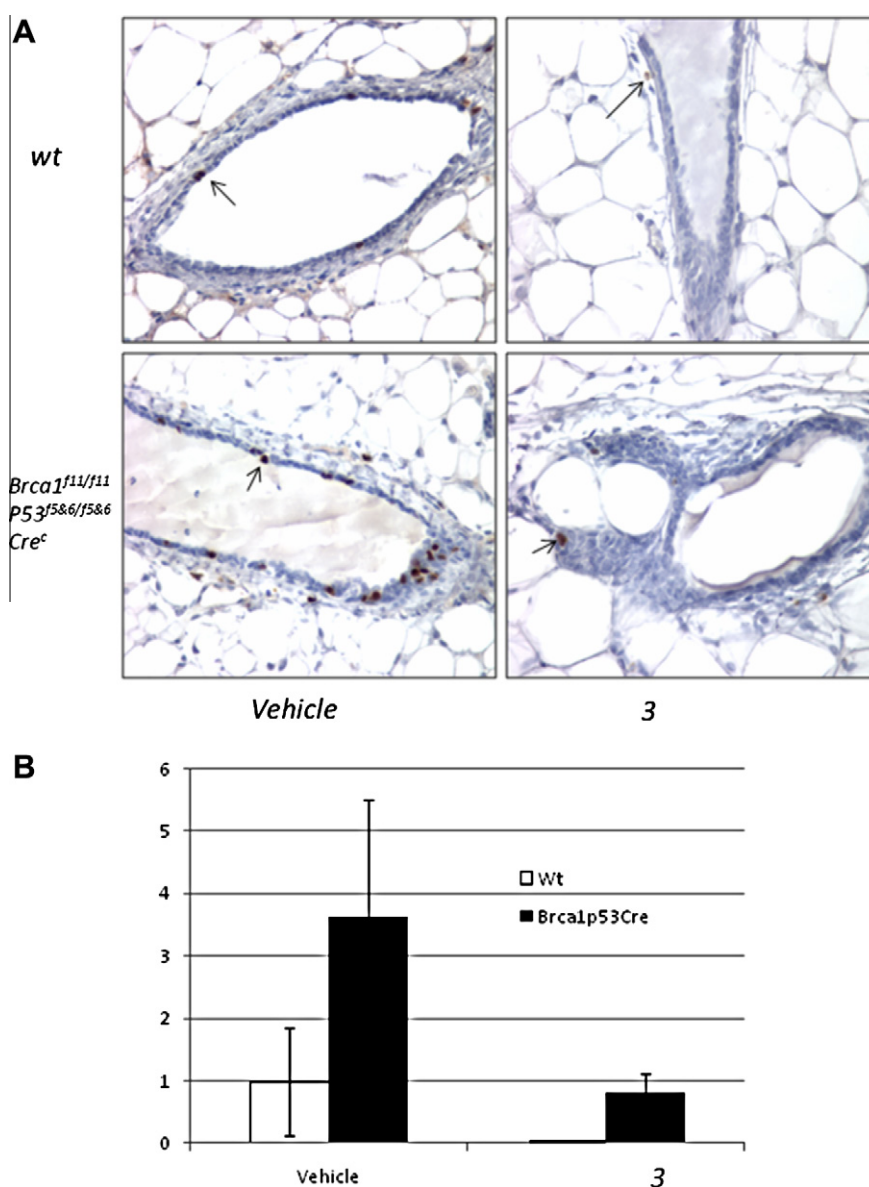 A
wt
Brca1f11/f11
P53f5&6/f5&6
Crec
Vehicle 3
B
6
5
4
3
2
1
0
Wt
Brca1p53Cre
Vehicle 3